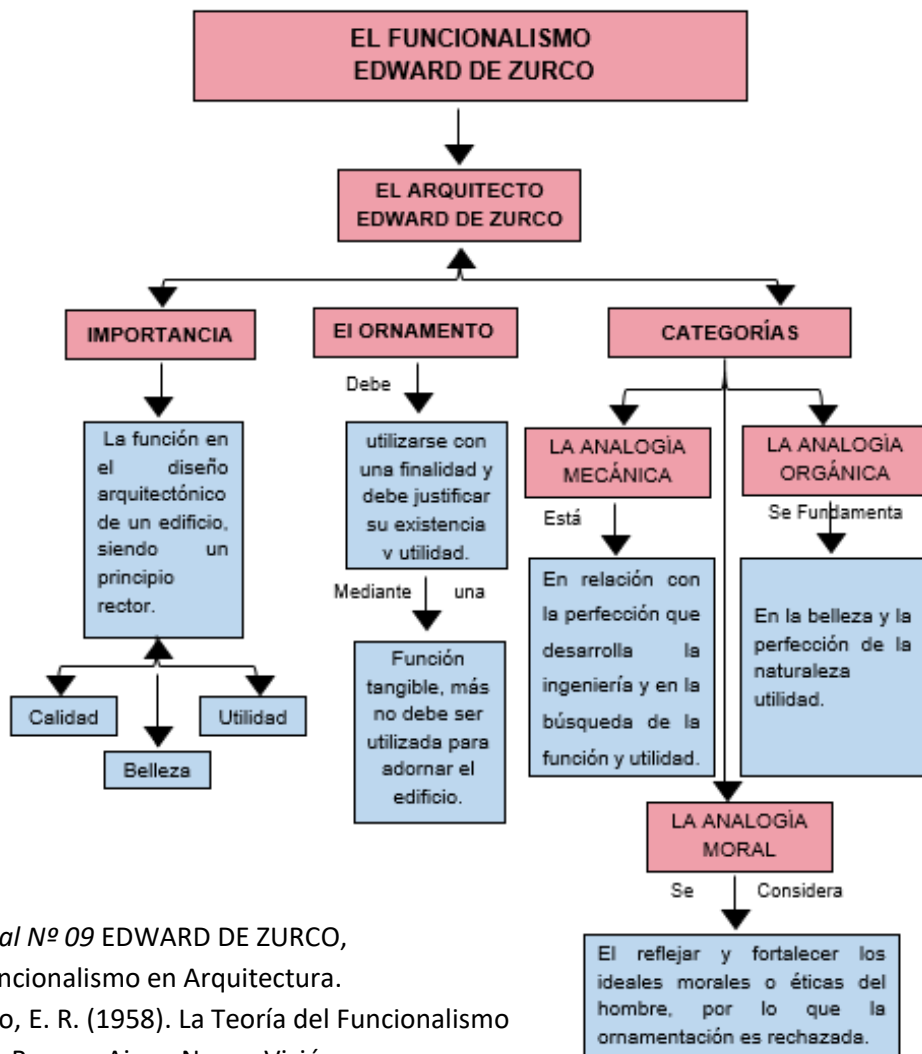 EL FUNCIONALISMO
EDWARD DE ZURCO
EL ARQUITECTO
EDWARD DE ZURCO
IMPORTANCIA
El ORNAMENTO
CATEGORÍAS
La función en
el diseño
arquitectónico
de un edificio,
siendo un
principio
rector.
Calidad
Utilidad
Belleza
Debe
utilizarse con
una finalidad y
debe justificar
su existencia
y utilidad.
Mediante una
Función
tangible, más
no debe ser
utilizada para
adornar el
edificio.
LA ANALOGÌA
MECÁNICA
Está
En relación con
la perfección que
desarrolla la
ingeniería y en la
búsqueda de la
función y utilidad.
LA ANALOGÌA
ORGÁNICA
Se Fundamenta
En la belleza y la
perfección de la
naturaleza
utilidad.
LA ANALOGÌA
MORAL
Se Considera
El reflejar y fortalecer los
ideales morales o éticas del
hombre, por lo que la
ornamentación es rechazada.
al Nº 09 EDWARD DE ZURCO,
ncionalismo en Arquitectura.
o, E. R. (1958). La Teoría del Funcionalismo